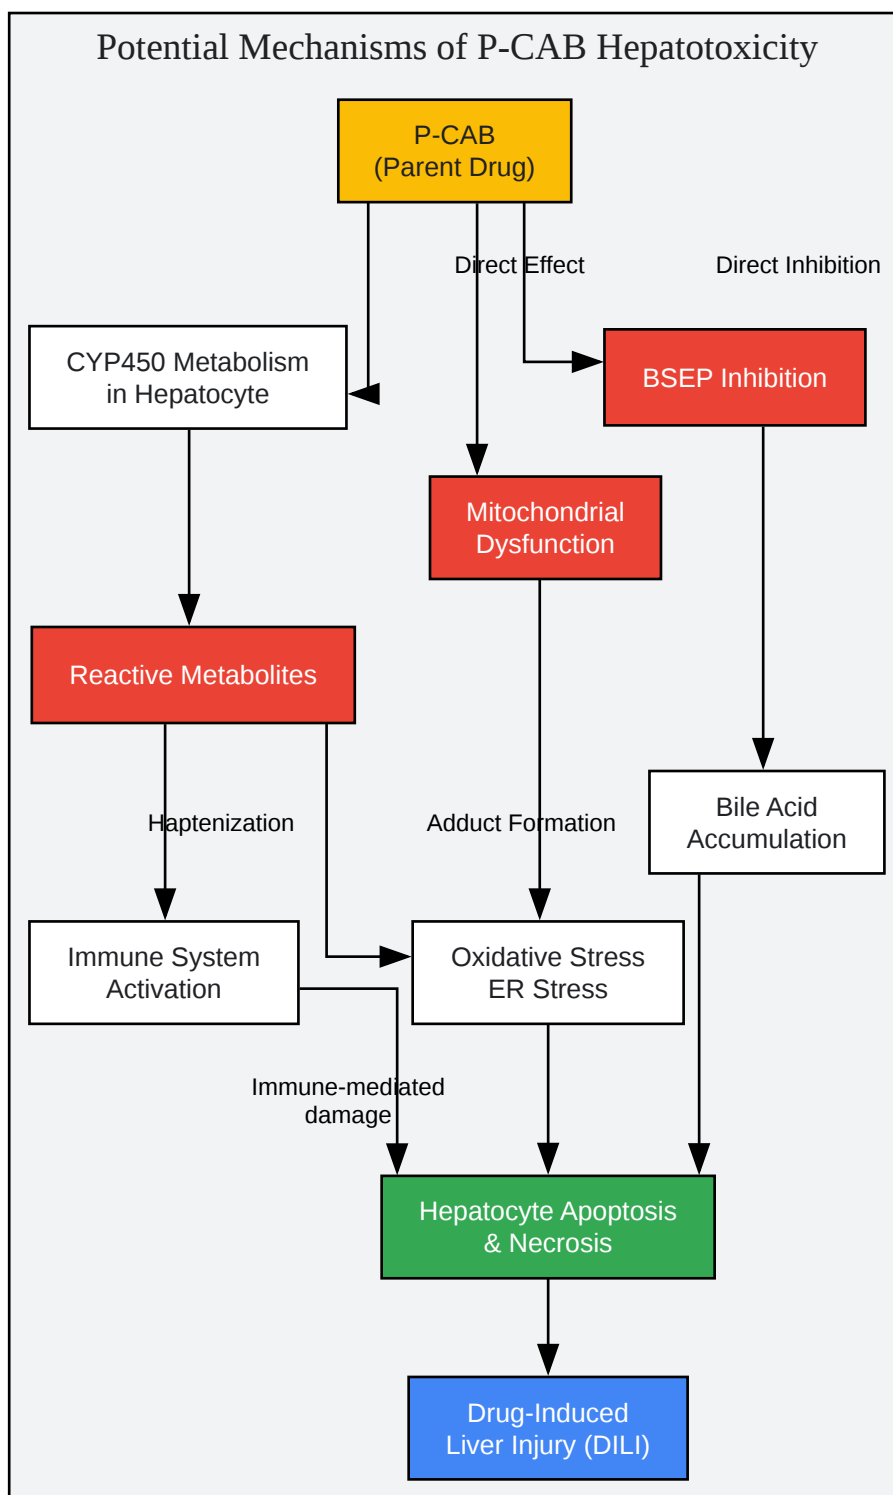 Potential Mechanisms of P-CAB Hepatotoxicity
P-CAB
(Parent Drug)
Direct Effect
Direct Inhibition
CYP450 Metabolism
in Hepatocyte
BSEP Inhibition
Mitochondrial
Dysfunction
Reactive Metabolites
Haptenization
Adduct Formation
Bile Acid
Accumulation
Immune System
Activation
Oxidative Stress
ER Stress
Immune-mediated
damage
Hepatocyte Apoptosis
& Necrosis
Drug-Induced
Liver Injury (DILI)